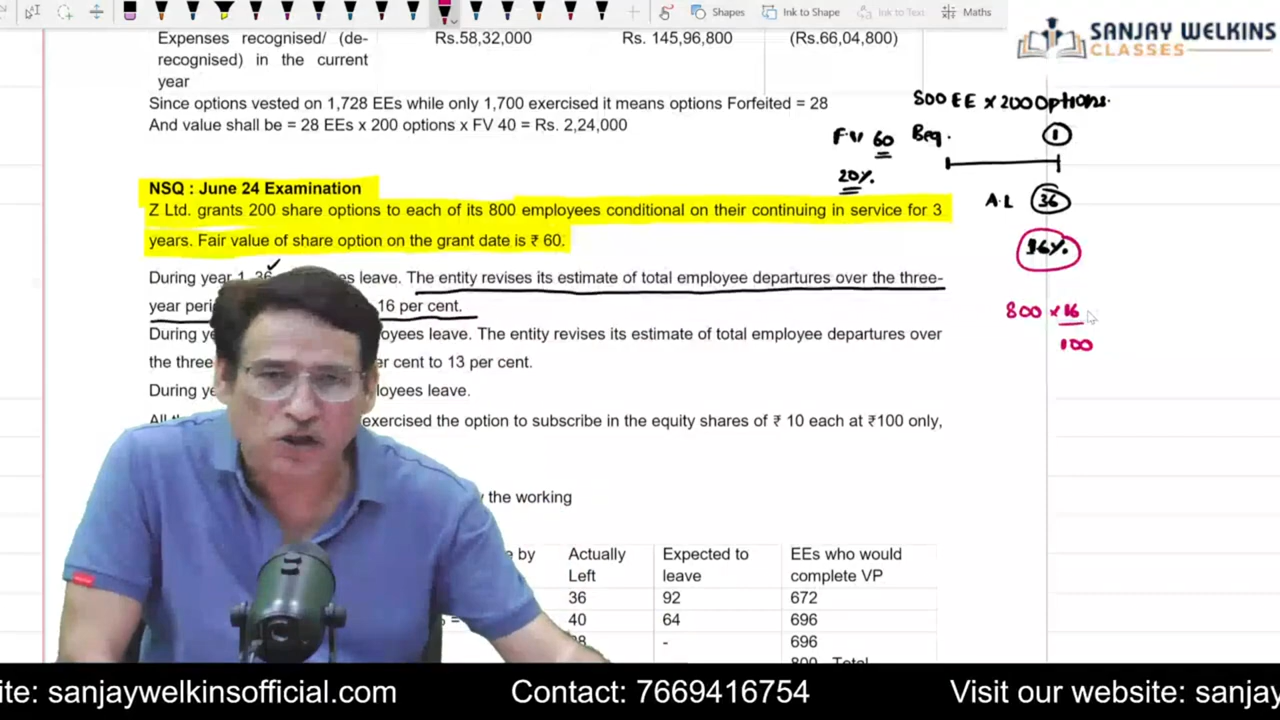 Shapes Ink to Shape Ink to Text Maths
SANJAY WELKINS
CLASSES
Expenses recognised/ (de-
recognised) in the current
year
Rs.58,32,000
Rs. 145,96,800
(Rs.66,04,800)
Since options vested on 1,728 EEs while only 1,700 exercised it means options Forfeited = 28
And value shall be = 28 EEs x 200 options x FV 40 = Rs. 2,24,000
800 EE x 200 Options.
F.V 60 Beg. 1
20%.
A.L 36
16%.
800 x 16
100
NSQ : June 24 Examination
Z Ltd. grants 200 share options to each of its 800 employees conditional on their continuing in service for 3
years. Fair value of share option on the grant date is ₹ 60.
During year 1, 36 leave. The entity revises its estimate of total employee departures over the three-
year 16 per cent.
During leave. The entity revises its estimate of total employee departures over
the three cent to 13 per cent.
During leave.
exercised the option to subscribe in the equity shares of ₹ 10 each at ₹100 only,
the working
by
Actually
Left
Expected to
leave
EEs who would
complete VP
36 92 672
= 40 64 696
- 696
800 Total
site: sanjaywelkinsofficial.com Contact: 7669416754 Visit our website: sanjay